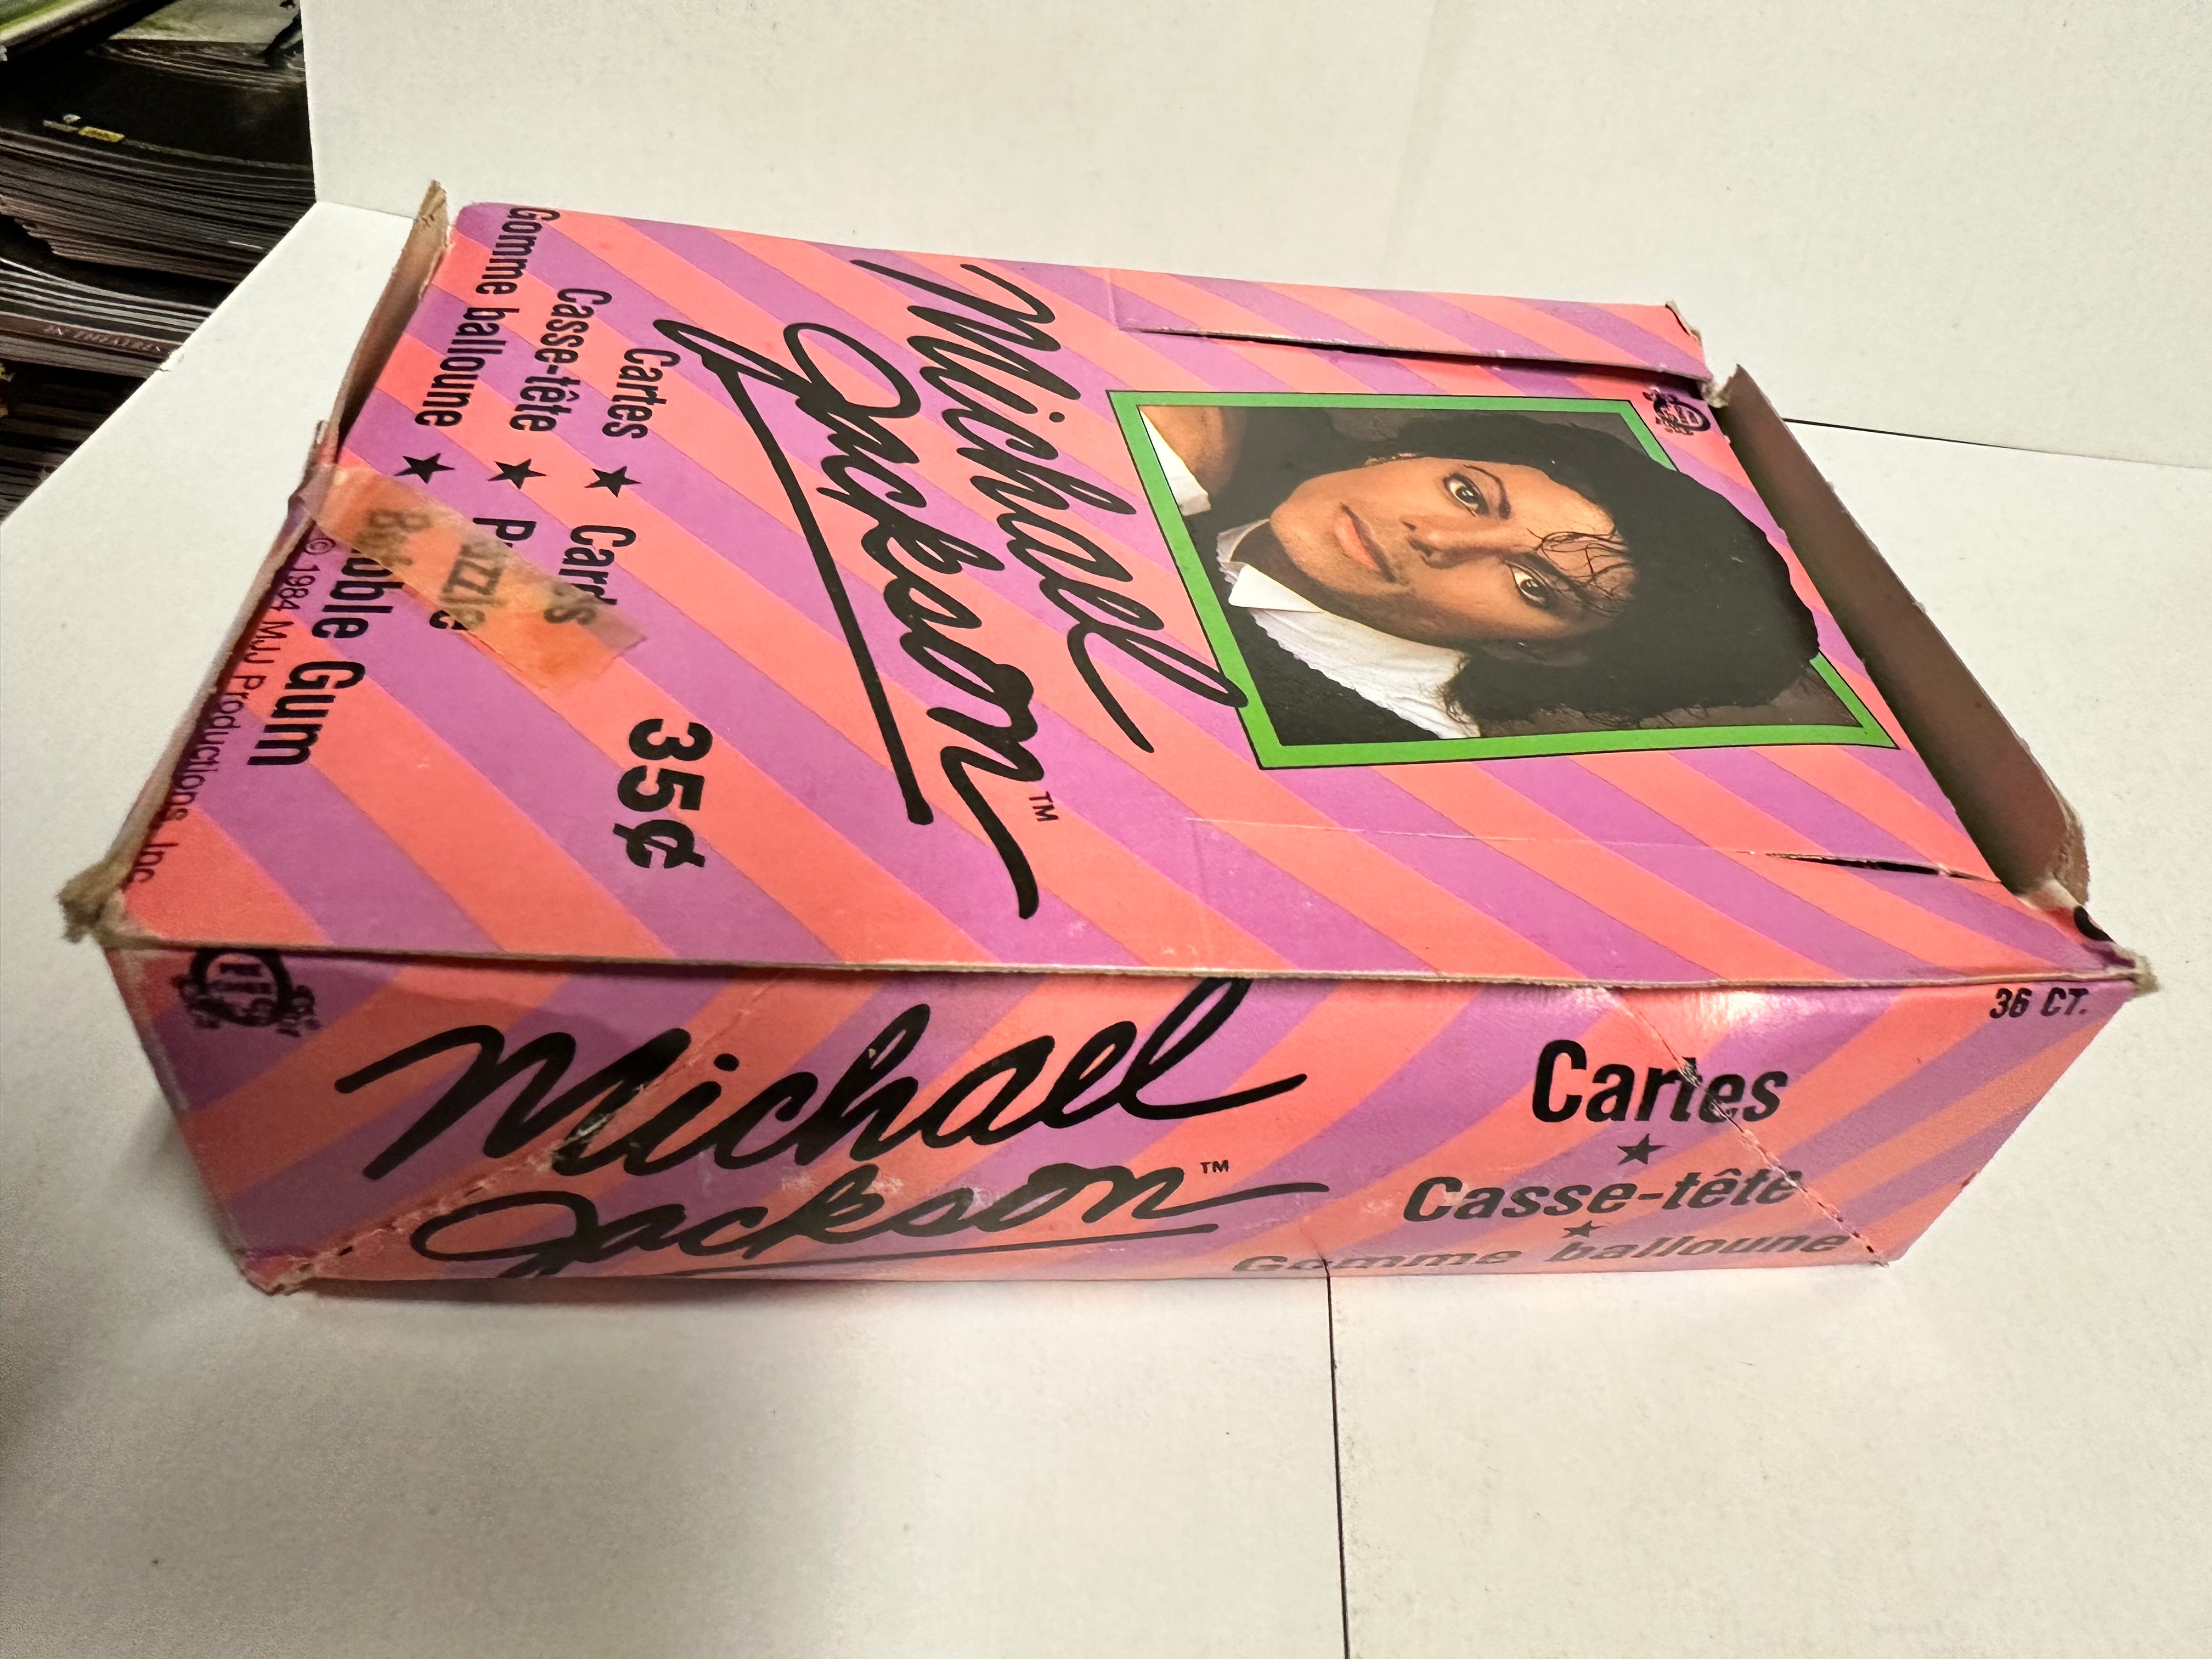 Michael
Jackson™
Cartes ★ Cards
Casse-tête ★ Puzzle
Gomme balloune ★ Bubble Gum
35¢
© 1984 MJJ Productions, Inc.
Michael
Jackson™
36 CT.
Cartes
★
Casse-tête
★
Gomme balloune